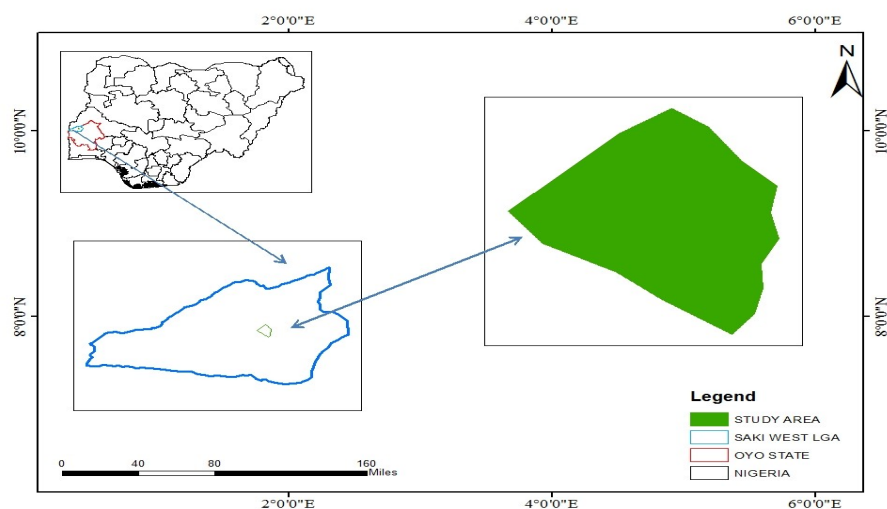 2°0'0"E 4°0'0"E 6°0'0"E
N
10°0'0"N 10°0'0"N
8°0'0"N 8°0'0"N
Legend
STUDY AREA
SAKI WEST LGA
OYO STATE
NIGERIA
0 40 80 160
Miles
2°0'0"E 4°0'0"E 6°0'0"E